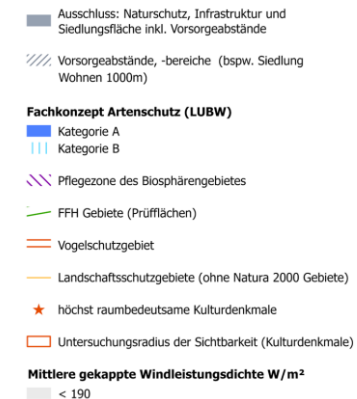 Ausschluss: Naturschutz, Infrastruktur und
Siedlungsfläche inkl. Vorsorgeabstände
Vorsorgeabstände, -bereiche (bspw. Siedlung
Wohnen 1000m)
Fachkonzept Artenschutz (LUBW)
Kategorie A
Kategorie B
Pflegezone des Biosphärengebietes
FFH Gebiete (Prüfflächen)
Vogelschutzgebiet
Landschaftsschutzgebiete (ohne Natura 2000 Gebiete)
höchst raumbedeutsame Kulturdenkmale
Untersuchungsradius der Sichtbarkeit (Kulturdenkmale)
Mittlere gekappte Windleistungsdichte W/m²
< 190